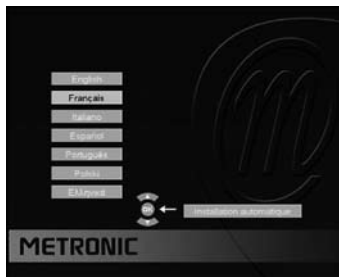 English
Français
Italiano
Español
Português
Polski
Ελληνικά
OK
Installation automatique
METRONIC